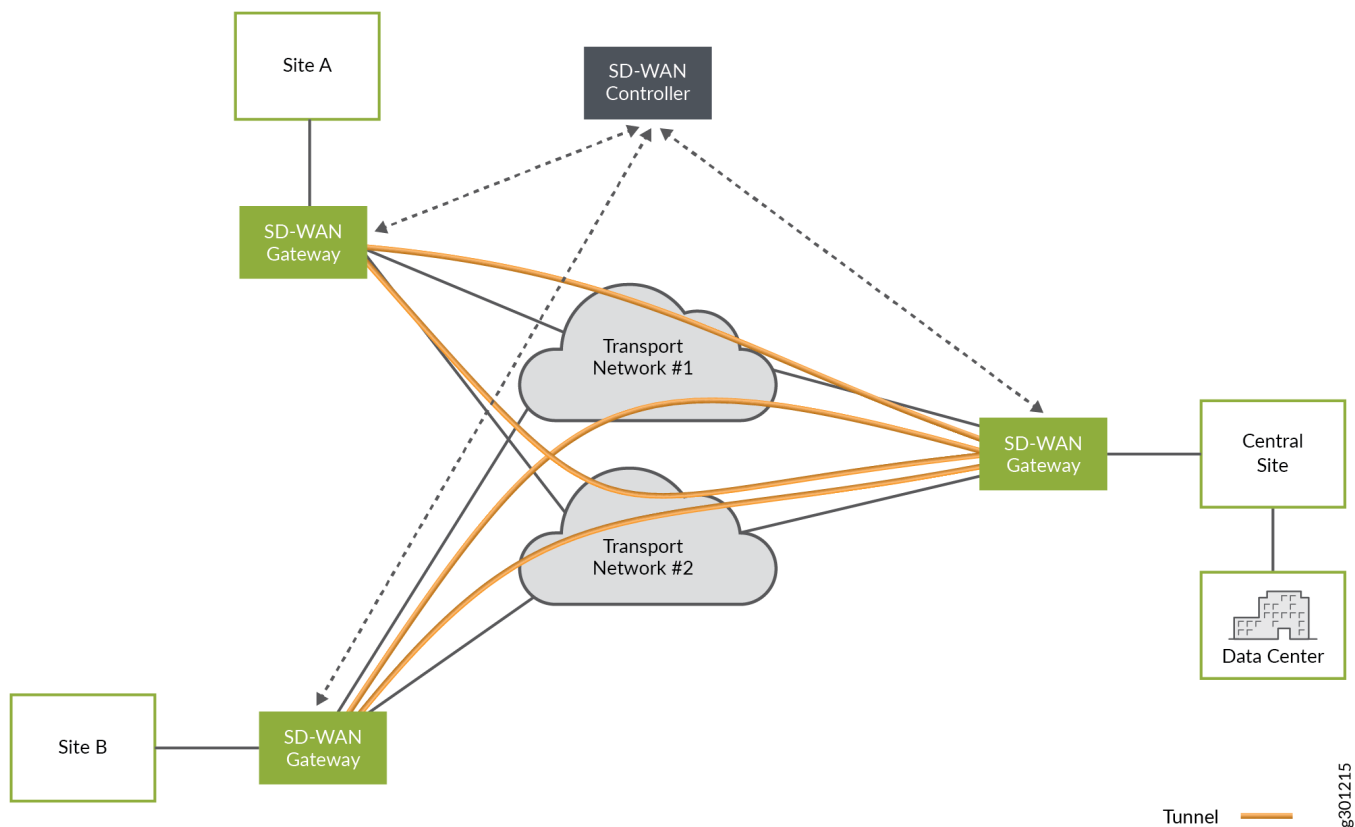 Site A
SD-WAN
Controller
SD-WAN
Gateway
Transport
Network #1
SD-WAN
Gateway
Central
Site
Transport
Network #2
Data Center
Site B
SD-WAN
Gateway
Tunnel
g301215